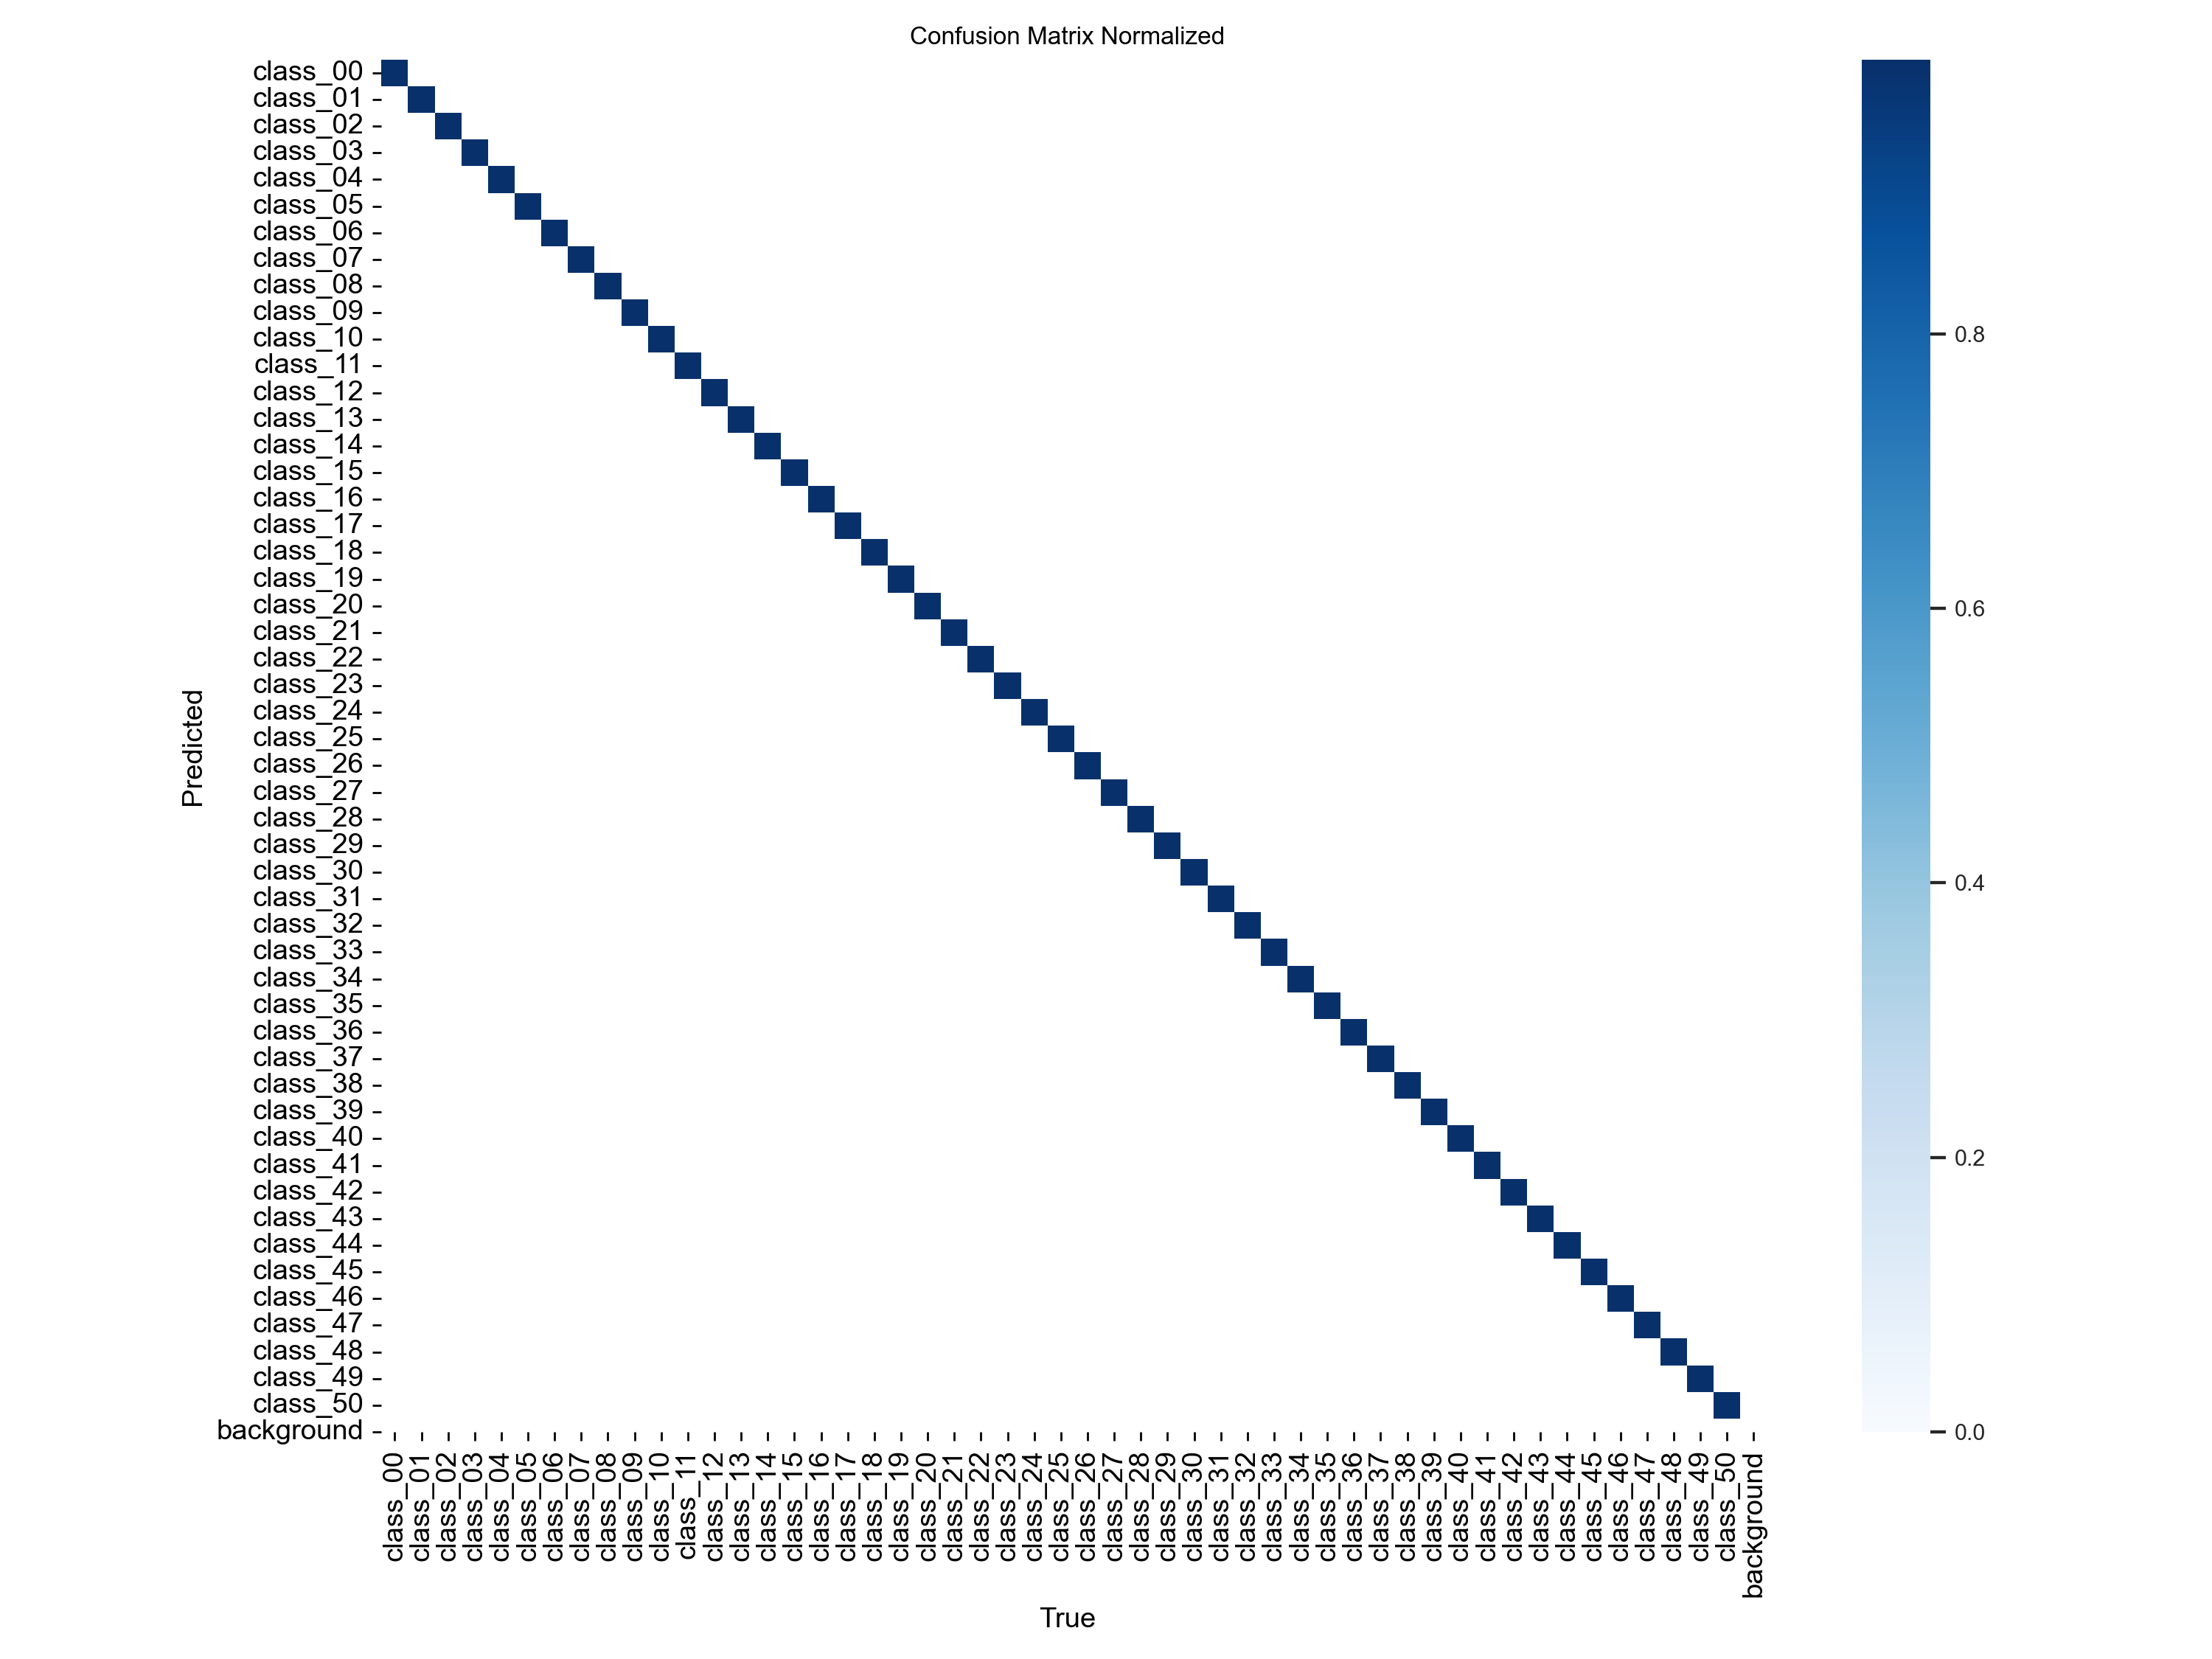 Confusion Matrix Normalized
class_00
class_01
class_02
class_03
class_04
class_05
class_06
class_07
class_08
class_09
class_10
class_11
class_12
class_13
class_14
class_15
class_16
class_17
class_18
class_19
class_20
class_21
class_22
class_23
class_24
class_25
class_26
class_27
class_28
class_29
class_30
class_31
class_32
class_33
class_34
class_35
class_36
class_37
class_38
class_39
class_40
class_41
class_42
class_43
class_44
class_45
class_46
class_47
class_48
class_49
class_50
background
Predicted
class_00
class_01
class_02
class_03
class_04
class_05
class_06
class_07
class_08
class_09
class_10
class_11
class_12
class_13
class_14
class_15
class_16
class_17
class_18
class_19
class_20
class_21
class_22
class_23
class_24
class_25
class_26
class_27
class_28
class_29
class_30
class_31
class_32
class_33
class_34
class_35
class_36
class_37
class_38
class_39
class_40
class_41
class_42
class_43
class_44
class_45
class_46
class_47
class_48
class_49
class_50
background
True
0.8
0.6
0.4
0.2
0.0